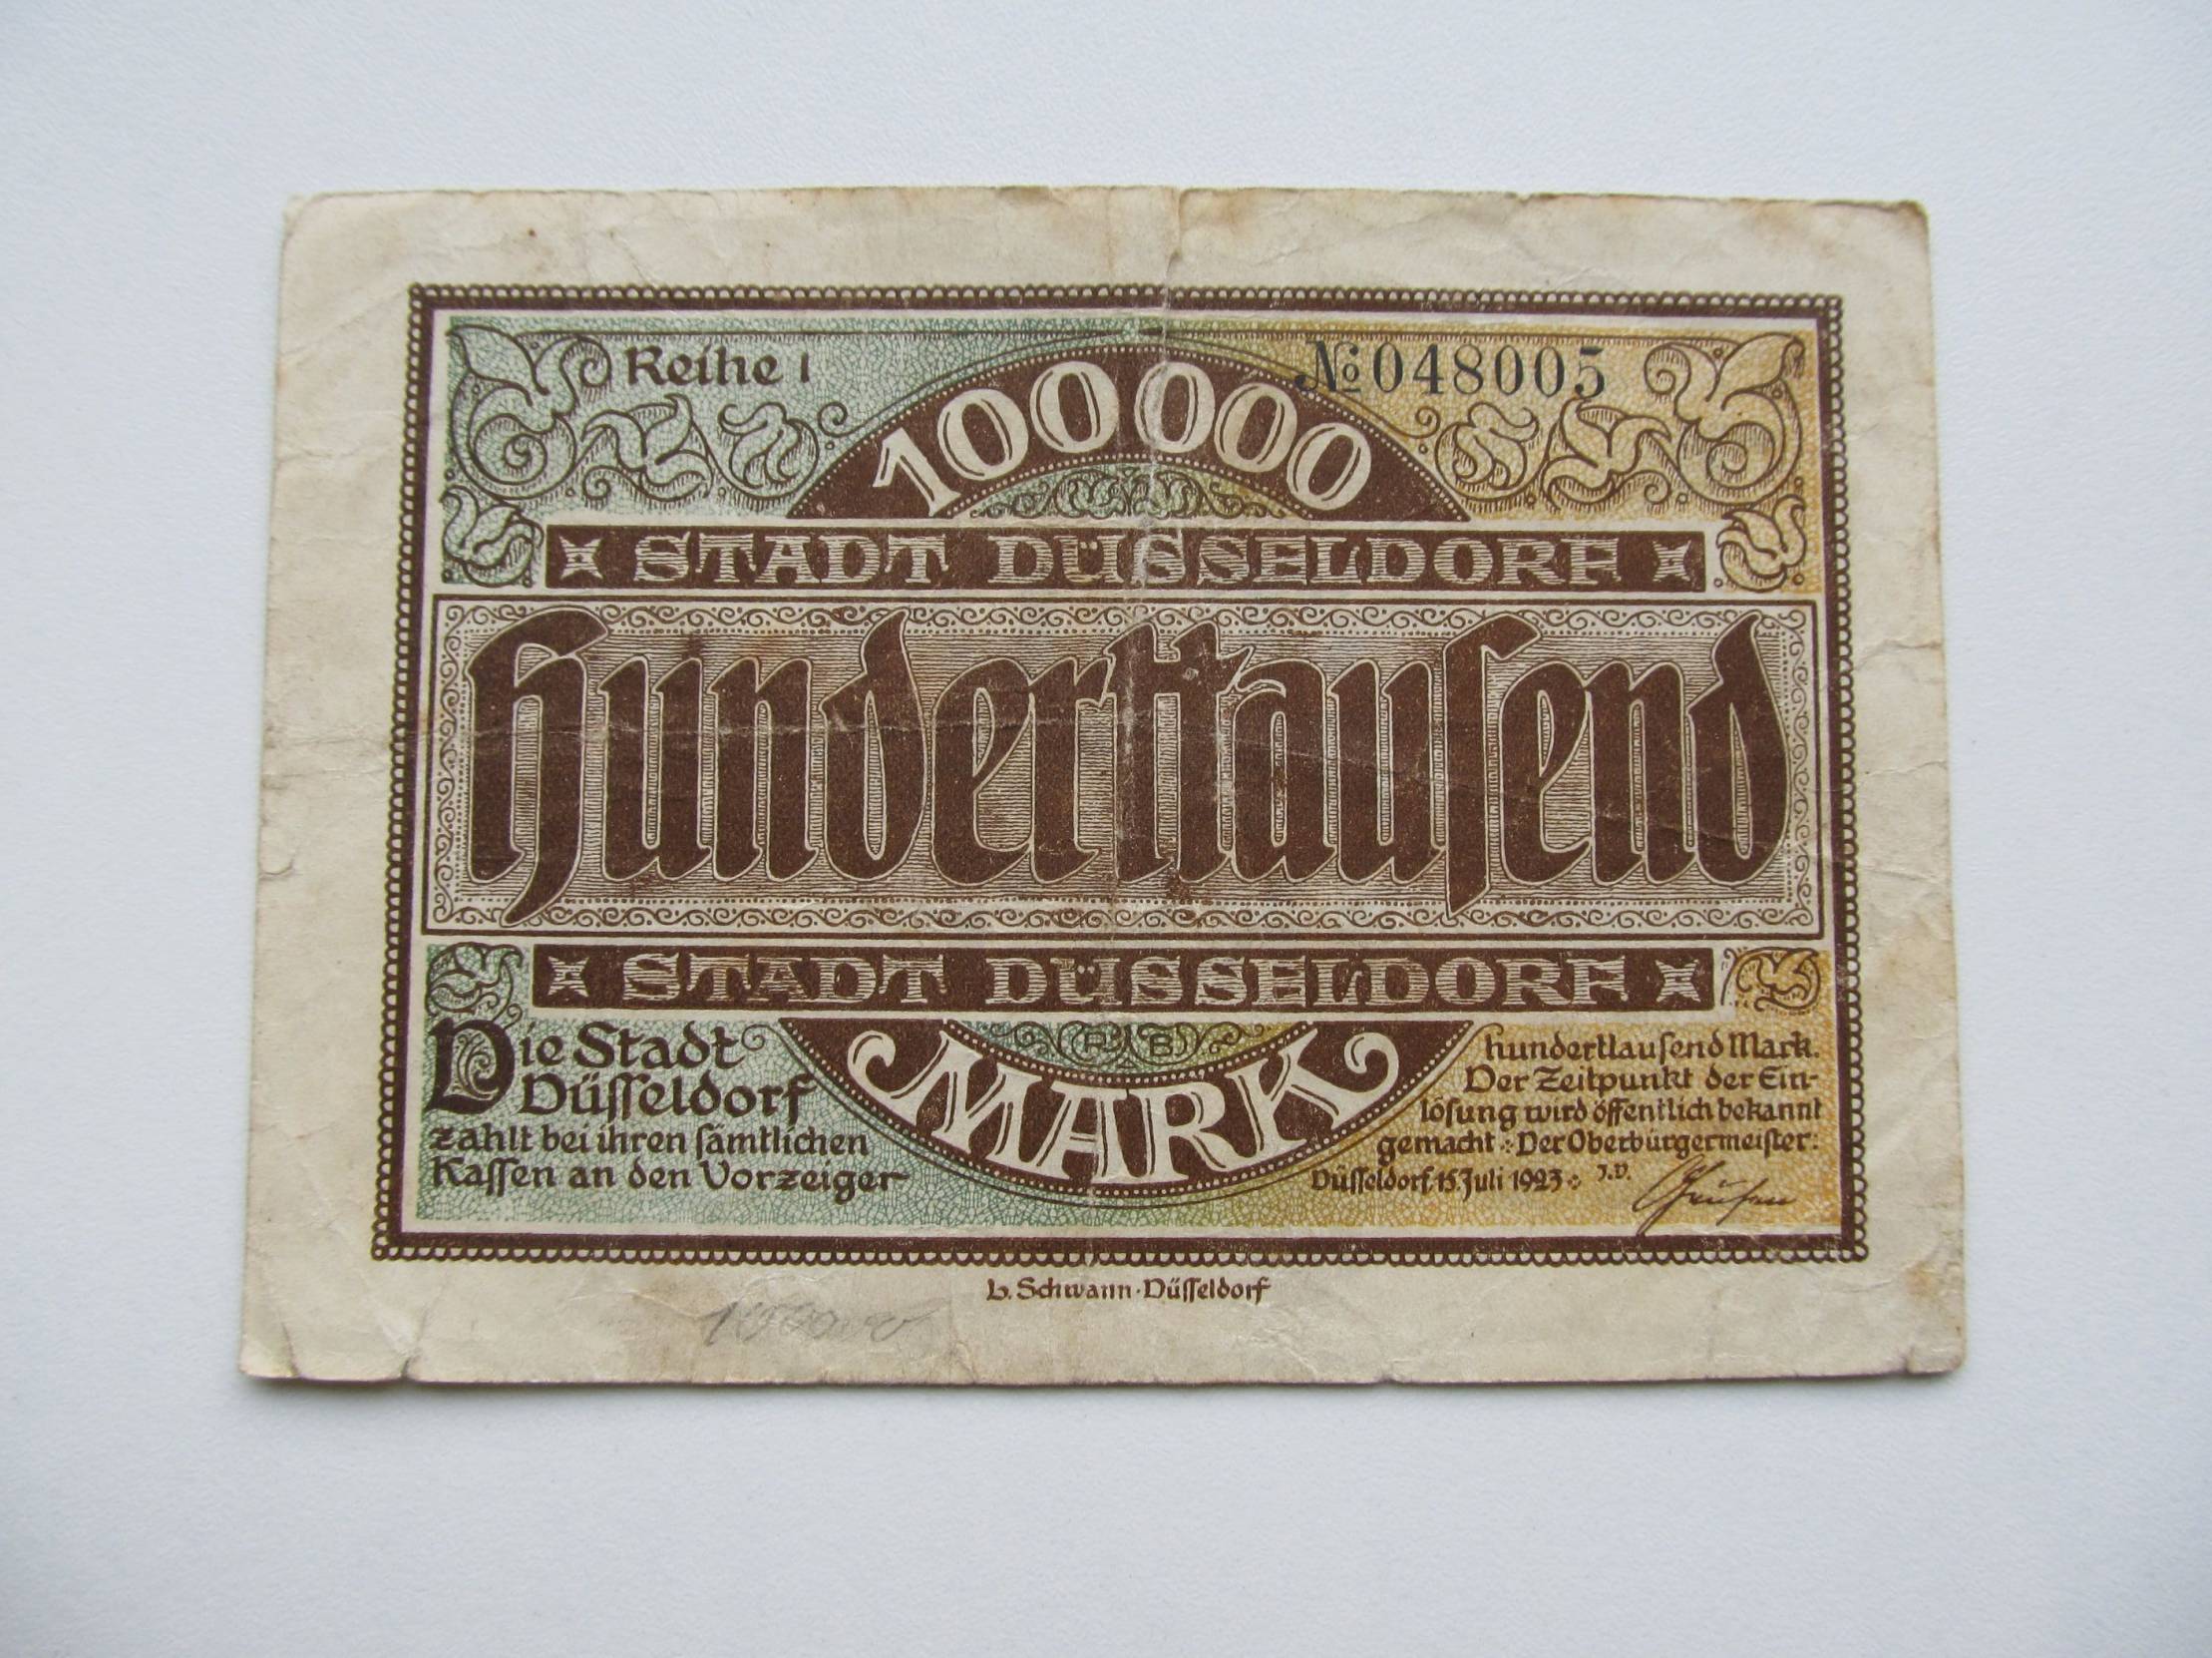 Reihe 1
№ 048005
100000
STADT DÜSSELDORF
Hunderttausend
STADT DÜSSELDORF
MARK
Die Stadt
Düsseldorf
zahlt bei ihren sämtlichen
Kassen an den Vorzeiger
hunderttausend Mark.
Der Zeitpunkt der Ein-
lösung wird öffentlich bekannt
gemacht : Der Oberbürgermeister:
Düsseldorf, 15. Juli 1923 : J.V.
L. Schwann · Düsseldorf